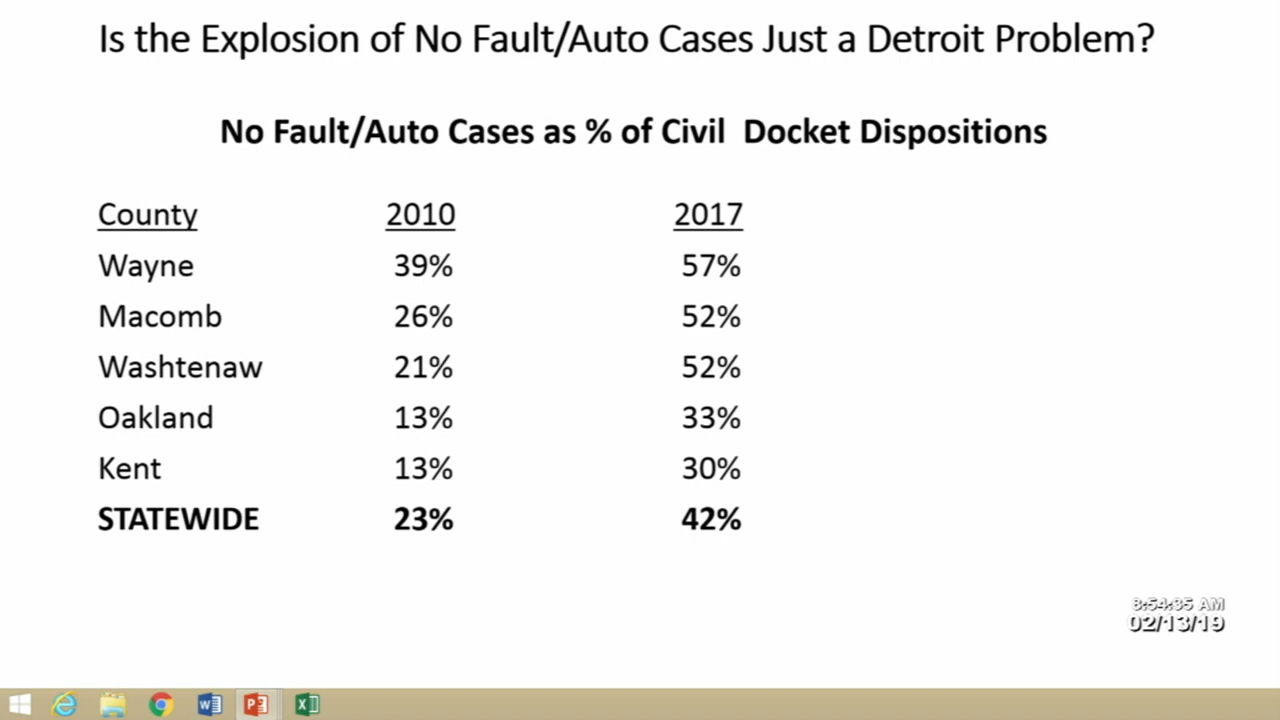 Is the Explosion of No Fault/Auto Cases Just a Detroit Problem?
No Fault/Auto Cases as % of Civil Docket Dispositions
County 2010 2017
Wayne 39% 57%
Macomb 26% 52%
Washtenaw 21% 52%
Oakland 13% 33%
Kent 13% 30%
STATEWIDE 23% 42%
8:54:35 AM
02/13/19